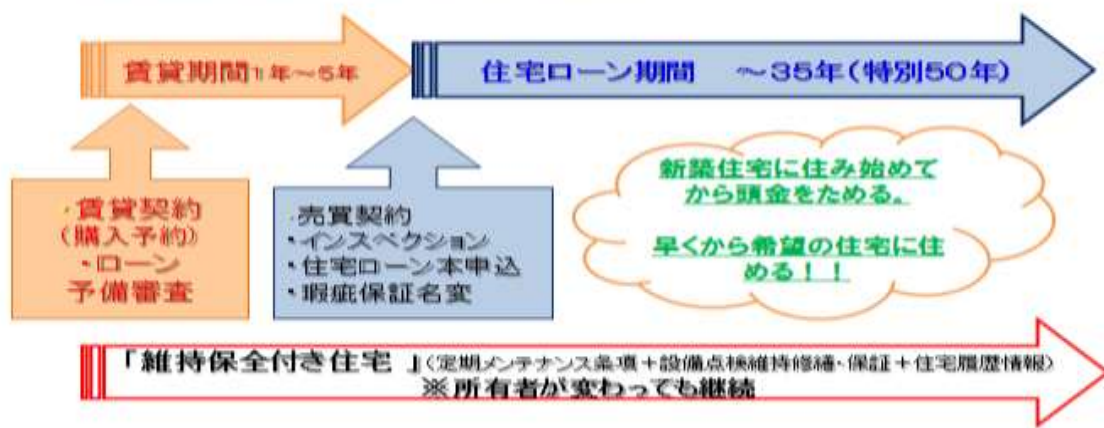 賃貸期間1年～5年
住宅ローン期間　～35年(特別50年)
・賃貸契約
(購入予約)
・ローン
予備審査
・売買契約
・インスペクション
・住宅ローン本申込
・瑕疵保証名変
新築住宅に住み始めて
から頭金をためる。
早くから希望の住宅に住
める！！
「維持保全付き住宅 」(定期メンテナンス条項＋設備点検維持修繕・保証＋住宅履歴情報)
※所有者が変わっても継続